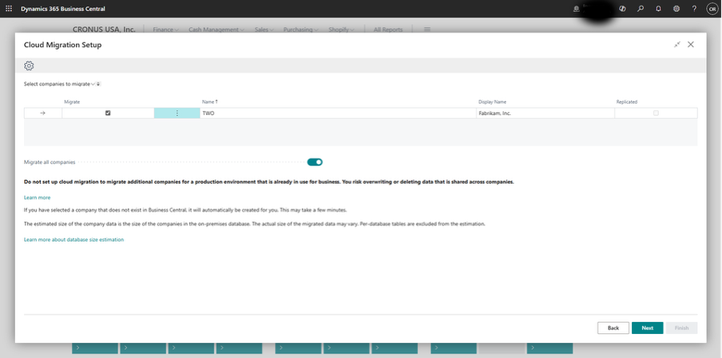 Dynamics 365 Business Central
OR
CRONUS USA, Inc.
Finance
Cash Management
Sales
Purchasing
Shopify
All Reports
Cloud Migration Setup
Select companies to migrate
Migrate
Name
Display Name
Replicated
TWO
Fabrikam, Inc.
Migrate all companies
Do not set up cloud migration to migrate additional companies for a production environment that is already in use for business. You risk overwriting or deleting data that is shared across companies.
Learn more
If you have selected a company that does not exist in Business Central, it will automatically be created for you. This may take a few minutes.
The estimated size of the company data is the size of the companies in the on-premises database. The actual size of the migrated data may vary. Per-database tables are excluded from the estimation.
Learn more about database size estimation
Back
Next
Finish